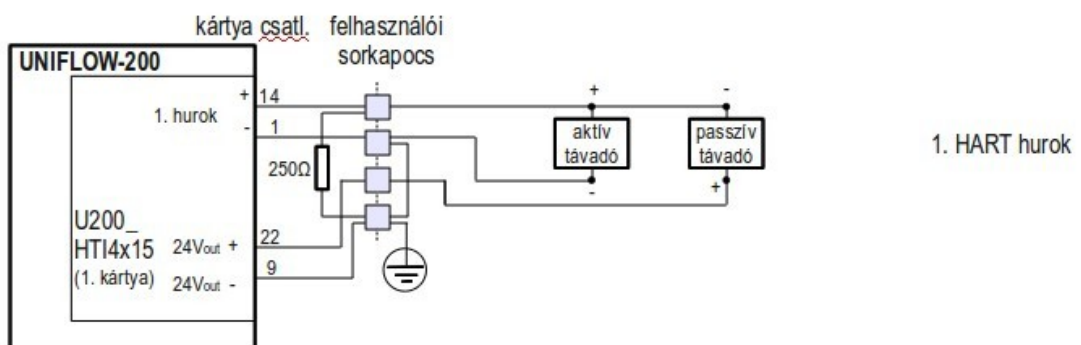 kártya csatl.
felhasználói
sorkapocs
UNIFLOW-200
+ 14
1. hurok
- 1
250Ω
U200_
HTI4x15
(1. kártya)
24Vout + 22
24Vout - 9
+
aktív
távadó
-
-
passzív
távadó
+
1. HART hurok